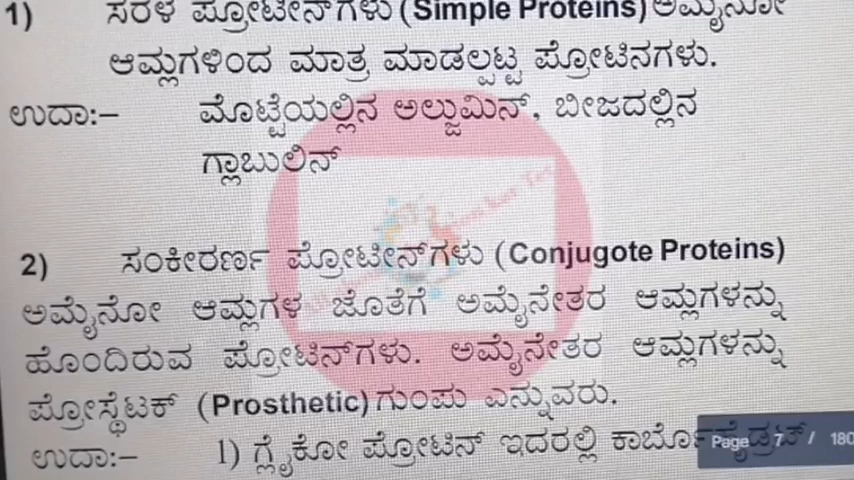 1) ಸರಳ ಪ್ರೋಟೀನ್‌ಗಳು (Simple Proteins) ಅಮೈನೋ
ಆಮ್ಲಗಳಿಂದ ಮಾತ್ರ ಮಾಡಲ್ಪಟ್ಟ ಪ್ರೋಟಿನಗಳು.
ಉದಾ:– ಮೊಟ್ಟೆಯಲ್ಲಿನ ಅಲ್ಬುಮಿನ್, ಬೀಜದಲ್ಲಿನ
ಗ್ಲಾಬುಲಿನ್
2) ಸಂಕೀರರ್ಣ ಪ್ರೋಟೀನ್‌ಗಳು (Conjugote Proteins)
ಅಮೈನೋ ಆಮ್ಲಗಳ ಜೊತೆಗೆ ಅಮೈನೇತರ ಆಮ್ಲಗಳನ್ನು
ಹೊಂದಿರುವ ಪ್ರೋಟಿನ್‌ಗಳು. ಅಮೈನೇತರ ಆಮ್ಲಗಳನ್ನು
ಪ್ರೋಸ್ಥೆಟಕ್ (Prosthetic) ಗುಂಪು ಎನ್ನುವರು.
ಉದಾ:– 1) ಗ್ಲೈಕೋ ಪ್ರೋಟಿನ್ ಇದರಲ್ಲಿ ಕಾರ್ಬೊಹೈಡ್ರೆಟ್
Page 7 / 180